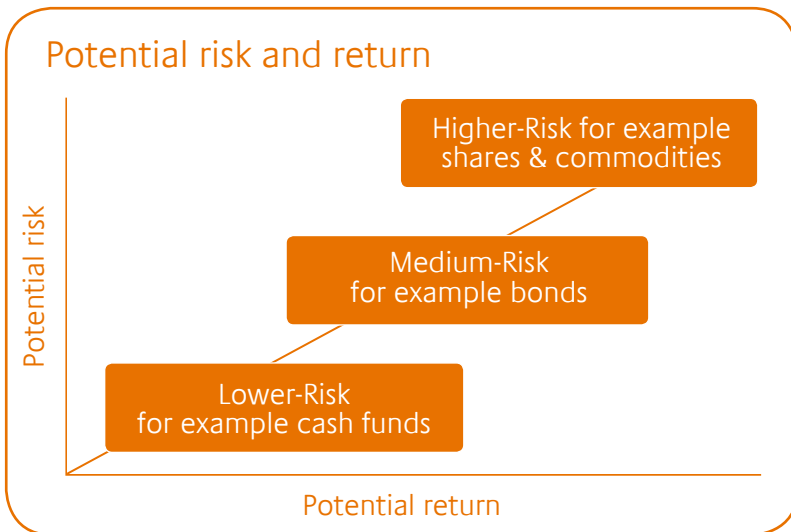 Potential risk and return
Higher-Risk for example
shares & commodities
Medium-Risk
for example bonds
Lower-Risk
for example cash funds
Potential risk
Potential return